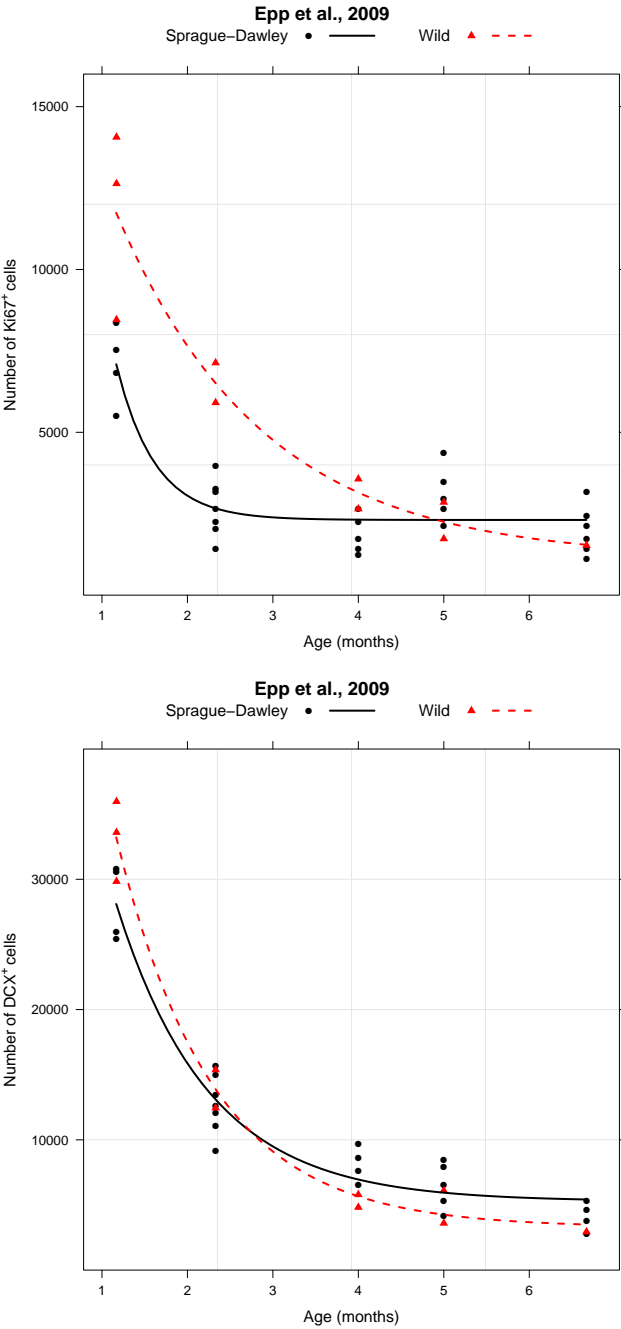 Epp et al., 2009
Sprague−Dawley Wild
15000
10000
5000
Number of Ki67+ cells
1 2 3 4 5 6
Age (months)
Epp et al., 2009
Sprague−Dawley Wild
30000
20000
10000
Number of DCX+ cells
1 2 3 4 5 6
Age (months)